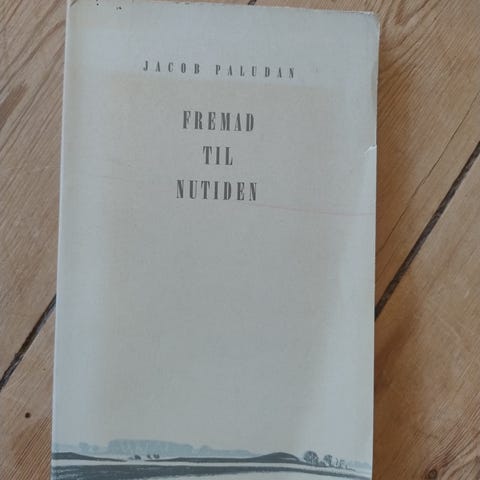 JACOB PALUDAN
FREMAD
TIL
NUTIDEN